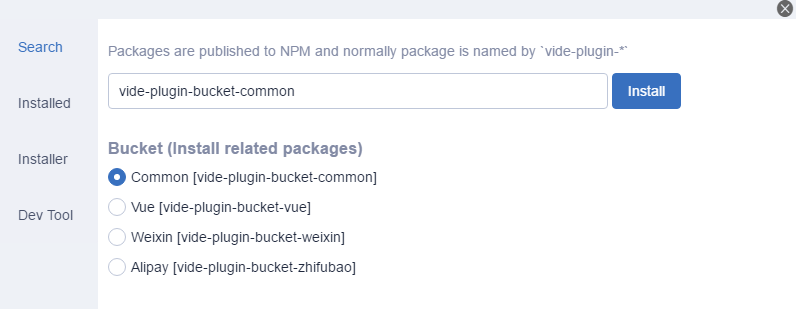 Search
Installed
Installer
Dev Tool
Packages are published to NPM and normally package is named by `vide-plugin-*`
vide-plugin-bucket-common
Install
Bucket (Install related packages)
Common [vide-plugin-bucket-common]
Vue [vide-plugin-bucket-vue]
Weixin [vide-plugin-bucket-weixin]
Alipay [vide-plugin-bucket-zhifubao]